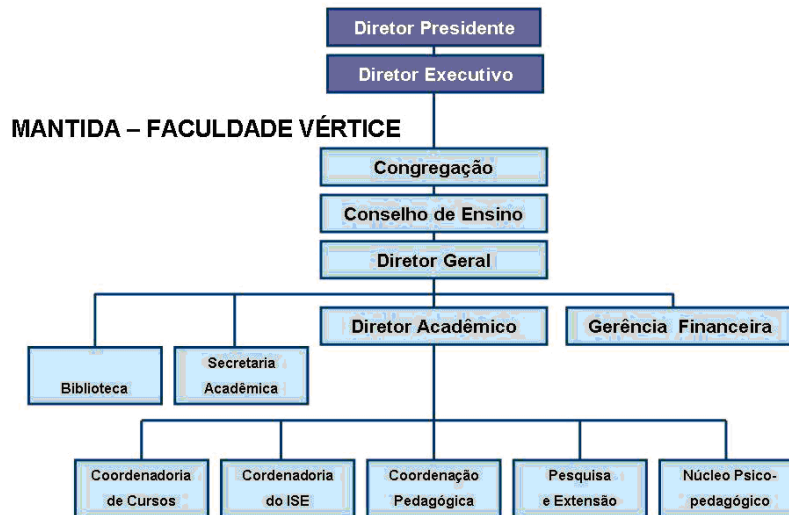 Diretor Presidente
Diretor Executivo
MANTIDA – FACULDADE VÉRTICE
Congregação
Conselho de Ensino
Diretor Geral
Diretor Acadêmico
Gerência Financeira
Biblioteca
Secretaria
Acadêmica
Coordenadoria
de Cursos
Cordenadoria
do ISE
Coordenação
Pedagógica
Pesquisa
e Extensão
Núcleo Psico-
pedagógico